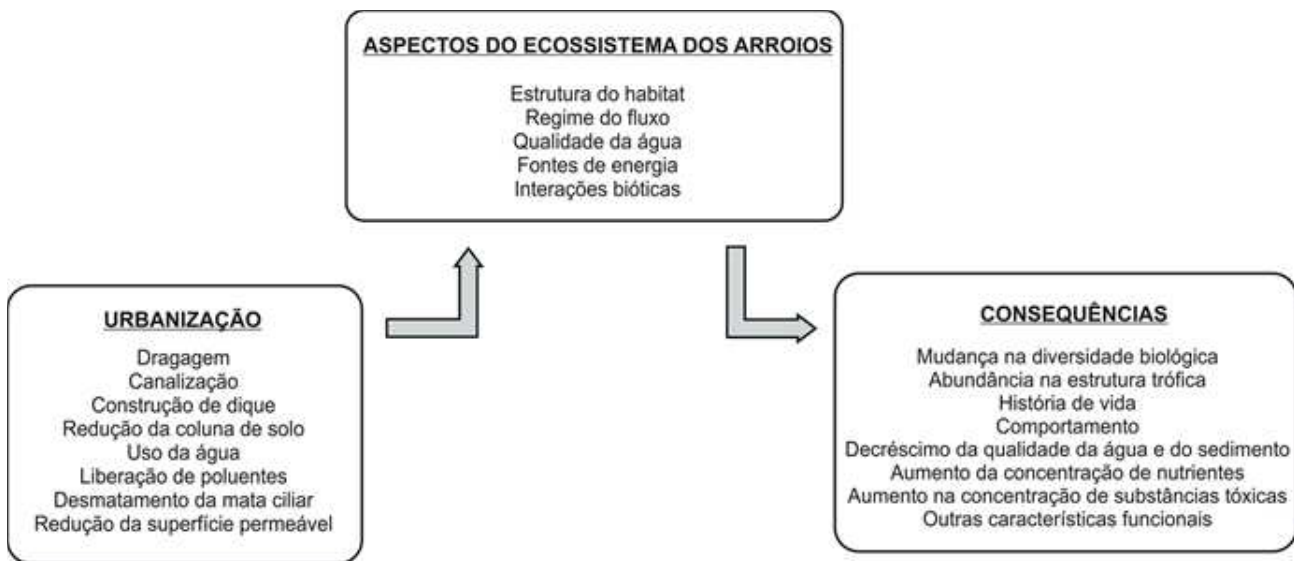 ASPECTOS DO ECOSSISTEMA DOS ARROIOS
Estrutura do habitat
Regime do fluxo
Qualidade da água
Fontes de energia
Interações bióticas
URBANIZAÇÃO
Dragagem
Canalização
Construção de dique
Redução da coluna de solo
Uso da água
Liberação de poluentes
Desmatamento da mata ciliar
Redução da superfície permeável
CONSEQUÊNCIAS
Mudança na diversidade biológica
Abundância na estrutura trófica
História de vida
Comportamento
Decréscimo da qualidade da água e do sedimento
Aumento da concentração de nutrientes
Aumento na concentração de substâncias tóxicas
Outras características funcionais